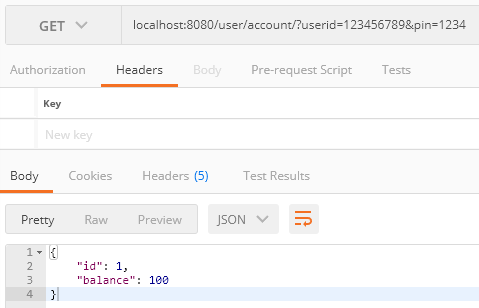 GET localhost:8080/user/account/?userid=123456789&pin=1234
Authorization Headers Body Pre-request Script Tests
Key
New key
Body Cookies Headers (5) Test Results
Pretty Raw Preview JSON
1 {
2 "id": 1,
3 "balance": 100
4 }